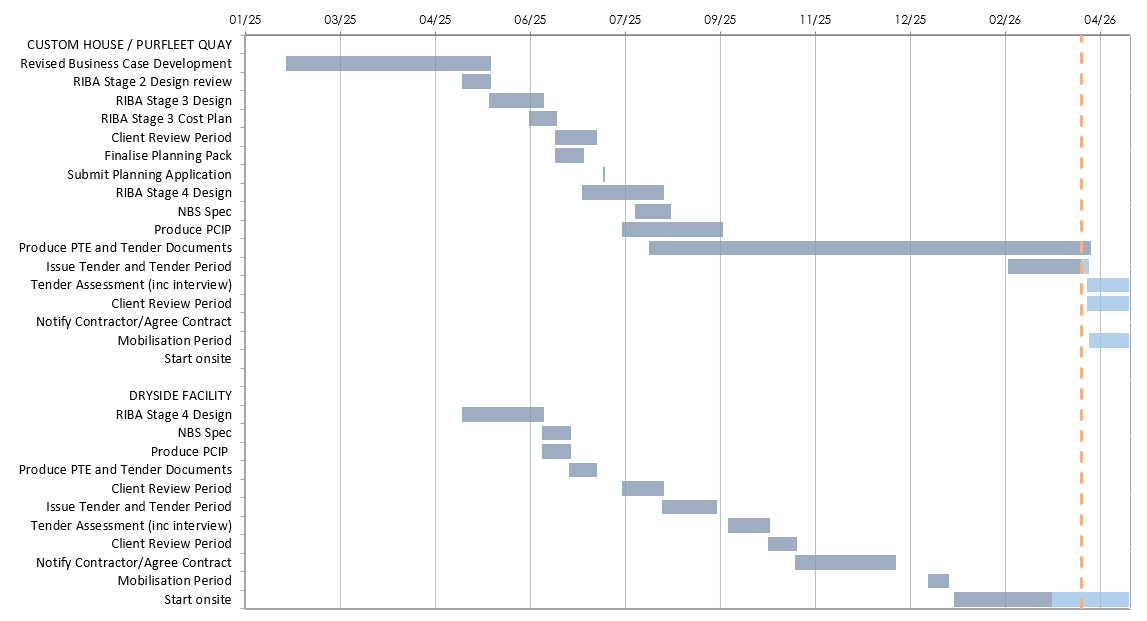 01/25 03/25 04/25 06/25 07/25 09/25 11/25 12/25 02/26 04/26
CUSTOM HOUSE / PURFLEET QUAY
Revised Business Case Development
RIBA Stage 2 Design review
RIBA Stage 3 Design
RIBA Stage 3 Cost Plan
Client Review Period
Finalise Planning Pack
Submit Planning Application
RIBA Stage 4 Design
NBS Spec
Produce PCIP
Produce PTE and Tender Documents
Issue Tender and Tender Period
Tender Assessment (inc interview)
Client Review Period
Notify Contractor/Agree Contract
Mobilisation Period
Start onsite
DRYSIDE FACILITY
RIBA Stage 4 Design
NBS Spec
Produce PCIP
Produce PTE and Tender Documents
Client Review Period
Issue Tender and Tender Period
Tender Assessment (inc interview)
Client Review Period
Notify Contractor/Agree Contract
Mobilisation Period
Start onsite